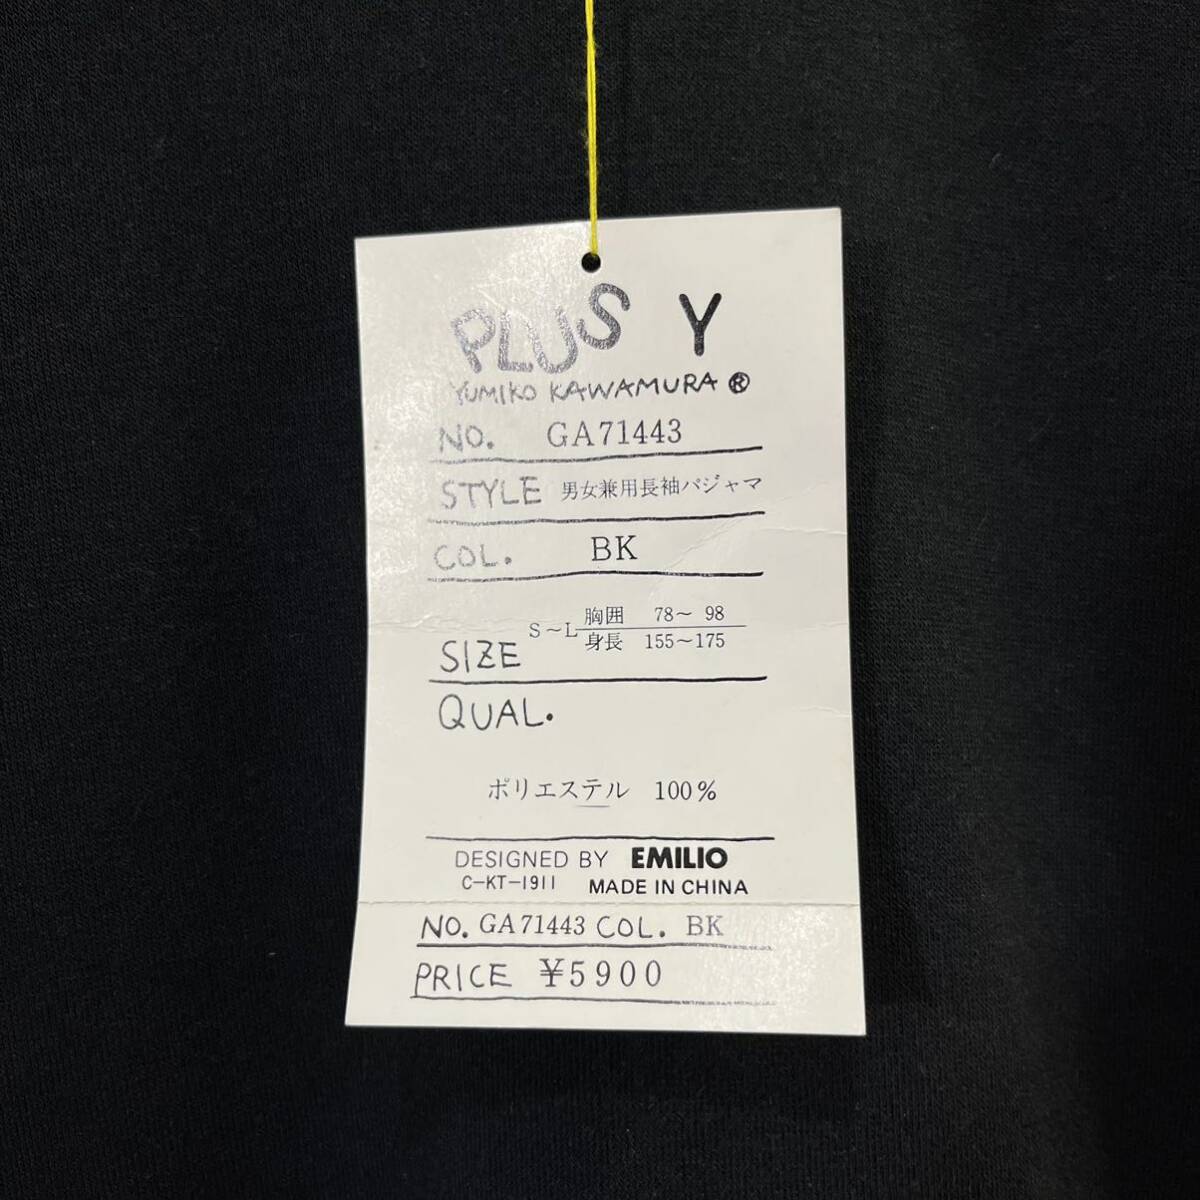 PLUS Y
YUMIKO KAWAMURA ®
NO. GA71443
STYLE 男女兼用長袖パジャマ
COL. BK
SIZE S～L 胸囲 78～ 98
身長 155～175
QUAL.
ポリエステル 100%
DESIGNED BY EMILIO
C-KT-1911 MADE IN CHINA
NO. GA71443 COL. BK
PRICE ¥5900